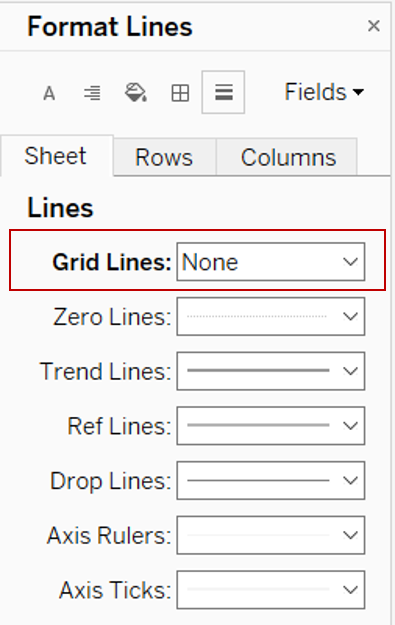 Format Lines ×
A Fields
Sheet Rows Columns
Lines
Grid Lines: None
Zero Lines:
Trend Lines:
Ref Lines:
Drop Lines:
Axis Rulers:
Axis Ticks: